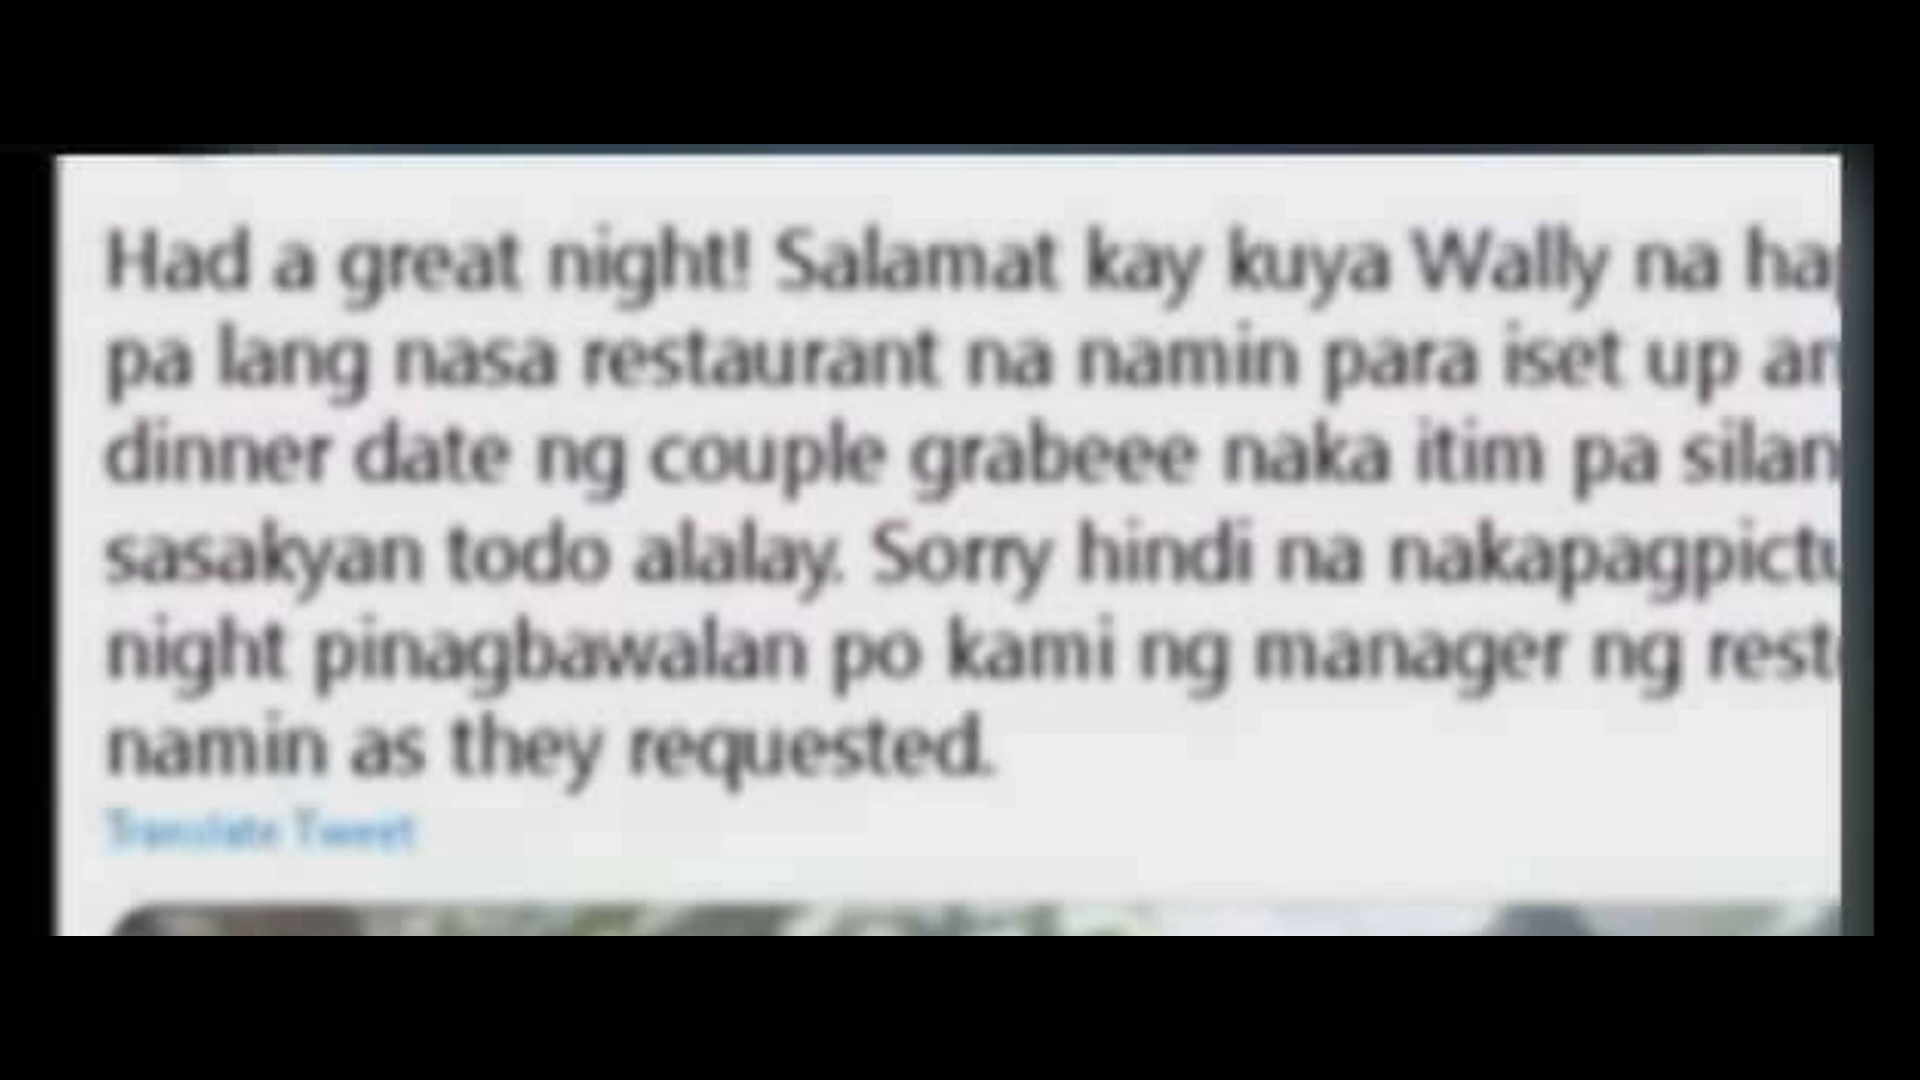 Had a great night! Salamat kay kuya Wally na
pa lang nasa restaurant na namin para iset up
dinner date ng couple grabeee naka itim pa
sasakyan todo alalay. Sorry hindi na
night pinagbawalan po kami ng manager ng
namin as they requested.
Translate Tweet